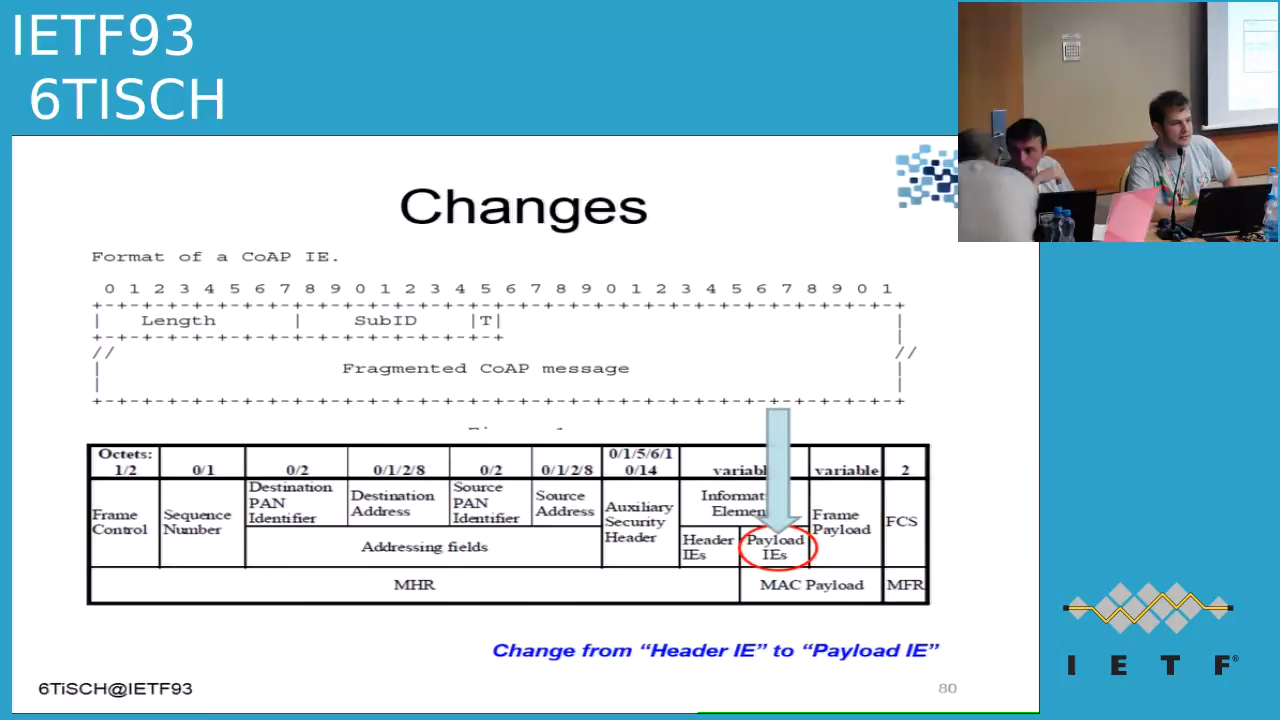 IETF93
6TISCH
Changes
Format of a CoAP IE.
0 1 2 3 4 5 6 7 8 9 0 1 2 3 4 5 6 7 8 9 0 1 2 3 4 5 6 7 8 9 0 1
+-+-+-+-+-+-+-+-+-+-+-+-+-+-+-+-+-+-+-+-+-+-+-+-+-+-+-+-+-+-+-+-+
| Length | SubID |T| |
+-+-+-+-+-+-+-+-+-+-+-+-+-+-+-+-+ |
// //
| Fragmented CoAP message |
| |
+-+-+-+-+-+-+-+-+-+-+-+-+-+-+-+-+-+-+-+-+-+-+-+-+-+-+-+-+-+-+-+-+
Octets: 1/2 0/1 0/2 0/1/2/8 0/2 0/1/2/8 0/1/5/6/1 0/14 variable variable 2
Frame Control
Sequence Number
Destination PAN Identifier
Destination Address
Source PAN Identifier
Source Address
Addressing fields
Auxiliary Security Header
Header IEs
Payload IEs
Frame Payload
FCS
MHR MAC Payload MFR
Change from “Header IE” to “Payload IE”
6TiSCH@IETF93 80
I E T F®